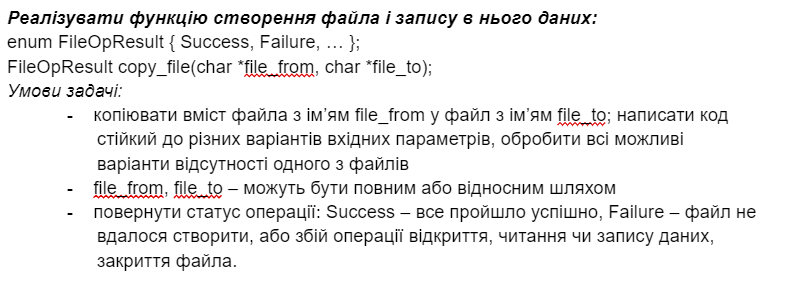 Реалізувати функцію створення файла і запису в нього даних:
enum FileOpResult { Success, Failure, … };
FileOpResult copy_file(char *file_from, char *file_to);
Умови задачі:
- копіювати вміст файла з ім’ям file_from у файл з ім’ям file_to; написати код
стійкий до різних варіантів вхідних параметрів, обробити всі можливі
варіанти відсутності одного з файлів
- file_from, file_to – можуть бути повним або відносним шляхом
- повернути статус операції: Success – все пройшло успішно, Failure – файл не
вдалося створити, або збій операції відкриття, читання чи запису даних,
закриття файла.